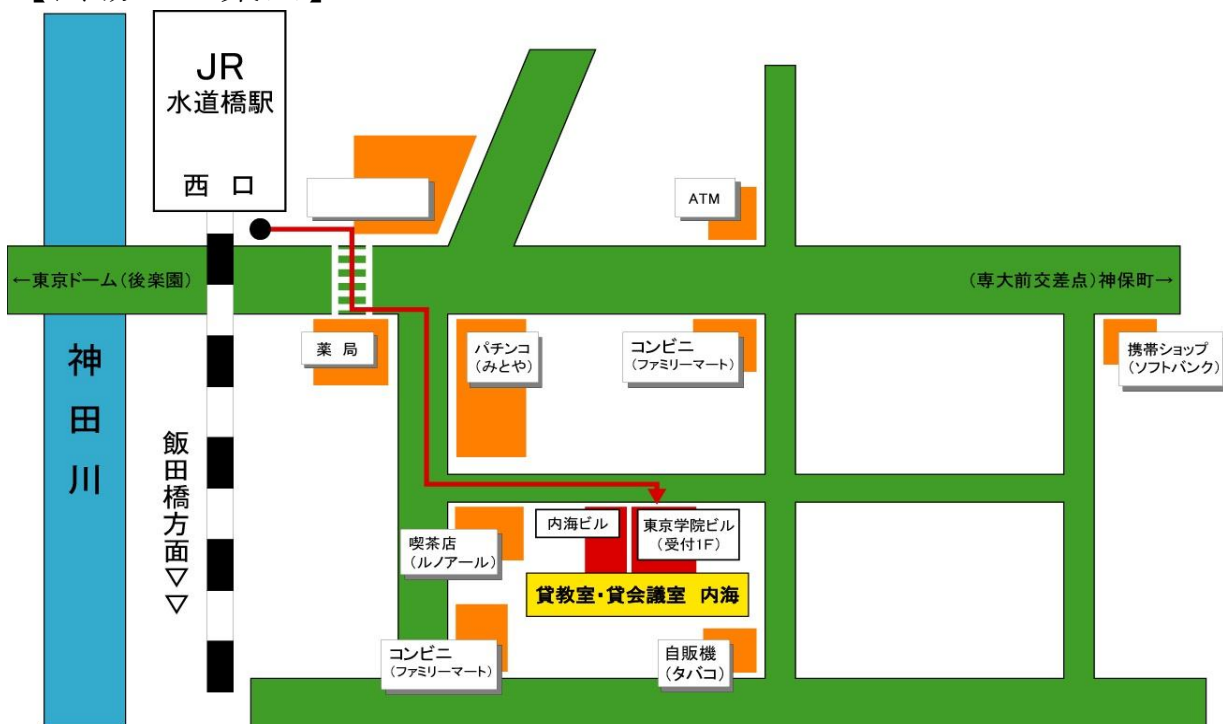 JR
水道橋駅
西 口
ATM
←東京ドーム(後楽園)
(専大前交差点)神保町→
薬 局
パチンコ
(みとや)
コンビニ
(ファミリーマート)
携帯ショップ
(ソフトバンク)
神田川
飯田橋方面▽▽
内海ビル
東京学院ビル
(受付1F)
喫茶店
(ルノアール)
貸教室・貸会議室 内海
コンビニ
(ファミリーマート)
自販機
(タバコ)